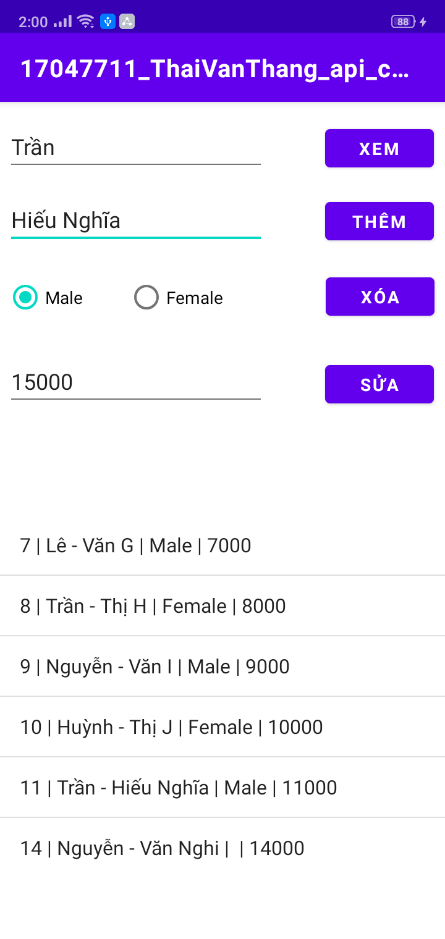 2:00 88
17047711_ThaiVanThang_api_c...
Trần XEM
Hiếu Nghĩa THÊM
Male Female XÓA
15000 SỬA
7 | Lê - Văn G | Male | 7000
8 | Trần - Thị H | Female | 8000
9 | Nguyễn - Văn I | Male | 9000
10 | Huỳnh - Thị J | Female | 10000
11 | Trần - Hiếu Nghĩa | Male | 11000
14 | Nguyễn - Văn Nghi |  | 14000